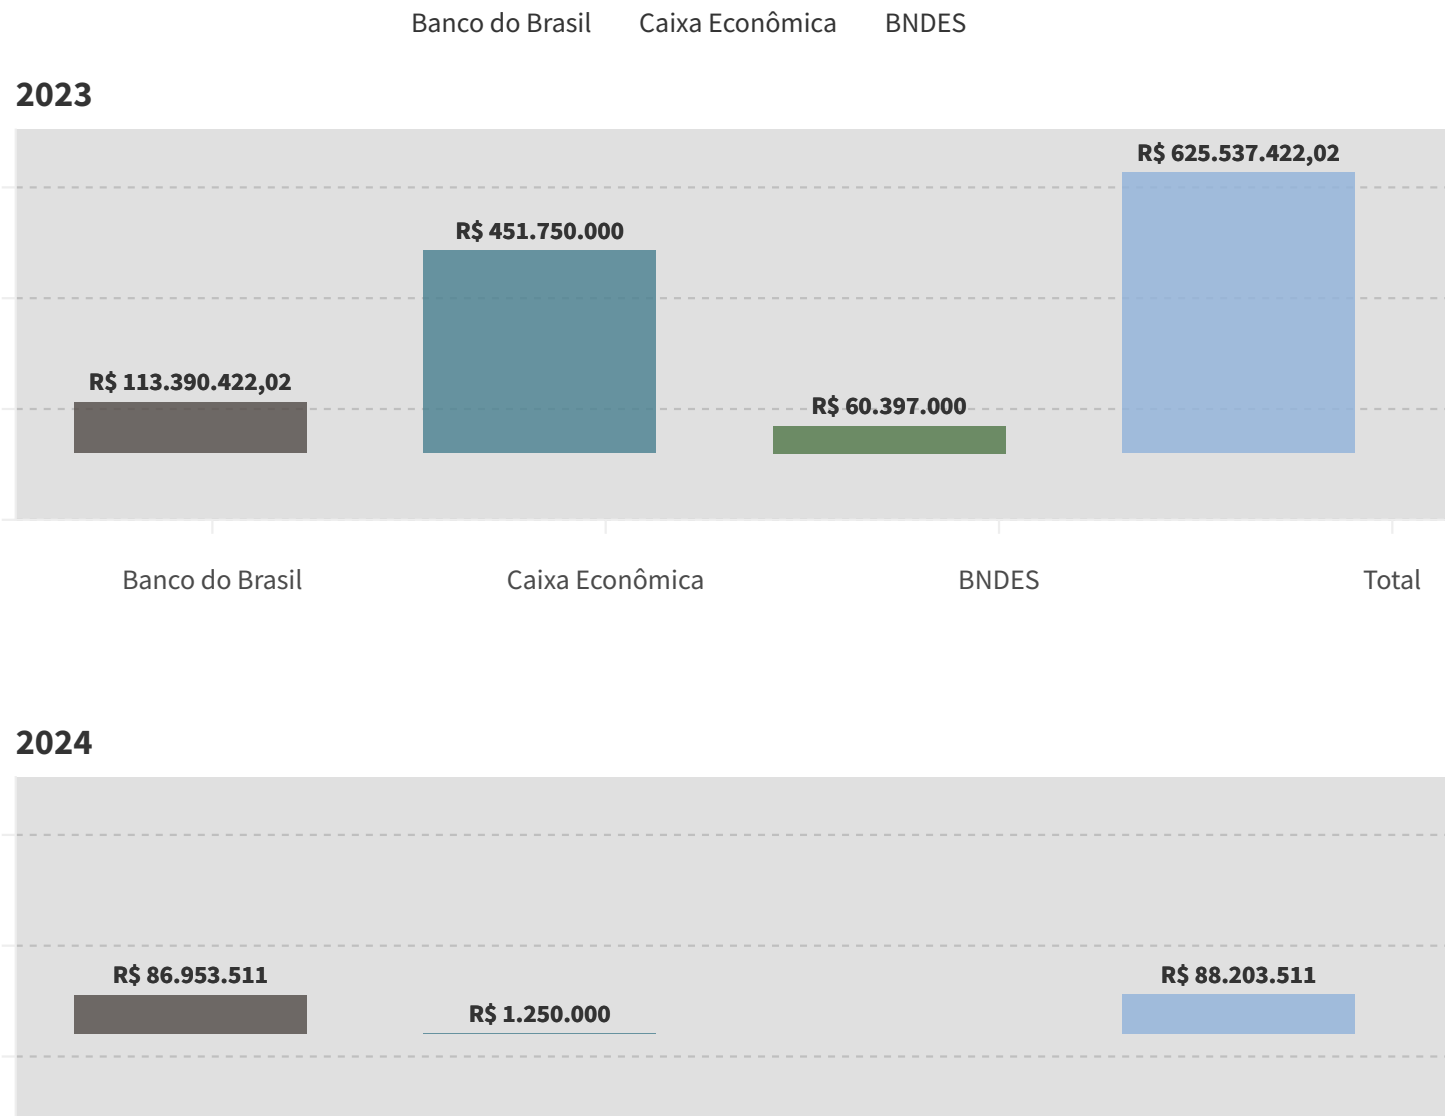 Banco do Brasil Caixa Econômica BNDES
2023
R$ 625.537.422,02
R$ 451.750.000
R$ 113.390.422,02
R$ 60.397.000
Banco do Brasil Caixa Econômica BNDES Total
2024
R$ 86.953.511 R$ 88.203.511
R$ 1.250.000